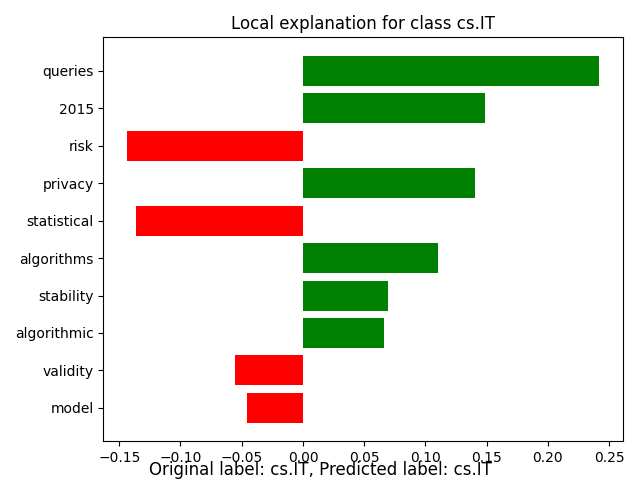 Local explanation for class cs.IT
queries
2015
risk
privacy
statistical
algorithms
stability
algorithmic
validity
model
−0.15 −0.10 −0.05 0.00 0.05 0.10 0.15 0.20 0.25
Original label: cs.IT, Predicted label: cs.IT